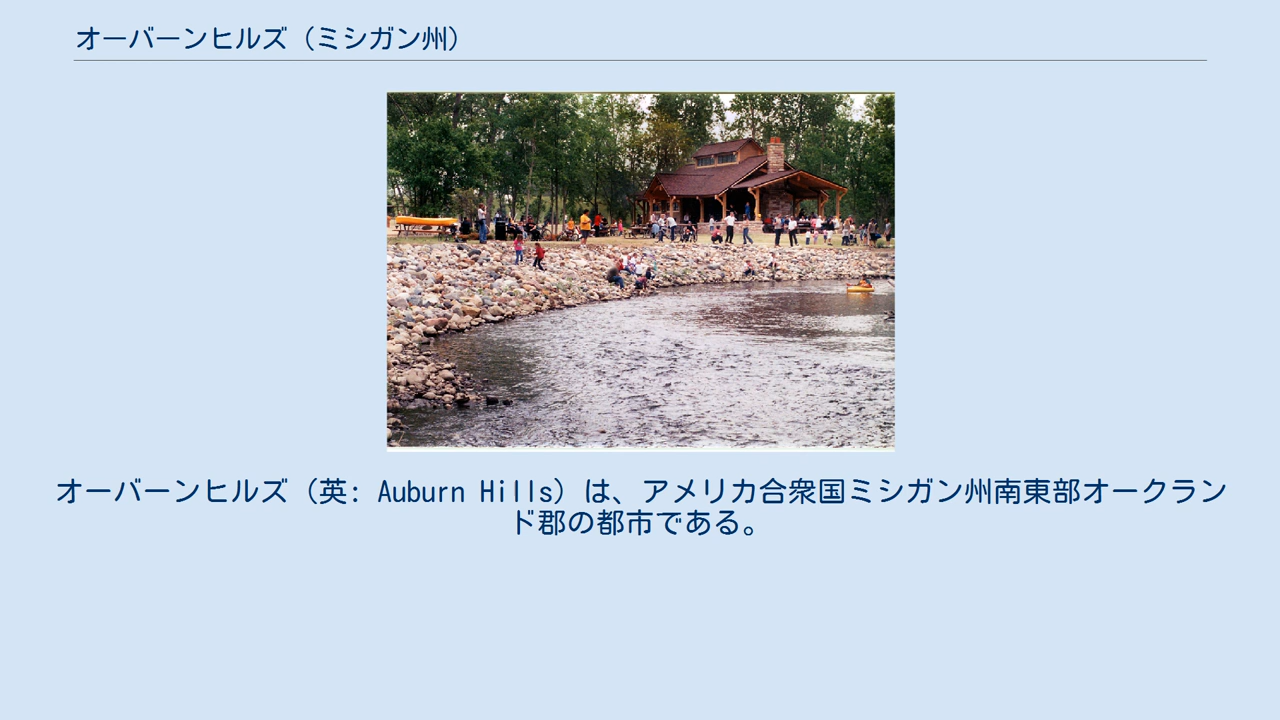 オーバーンヒルズ（ミシガン州）
オーバーンヒルズ（英: Auburn Hills）は、アメリカ合衆国ミシガン州南東部オークラン
ド郡の都市である。